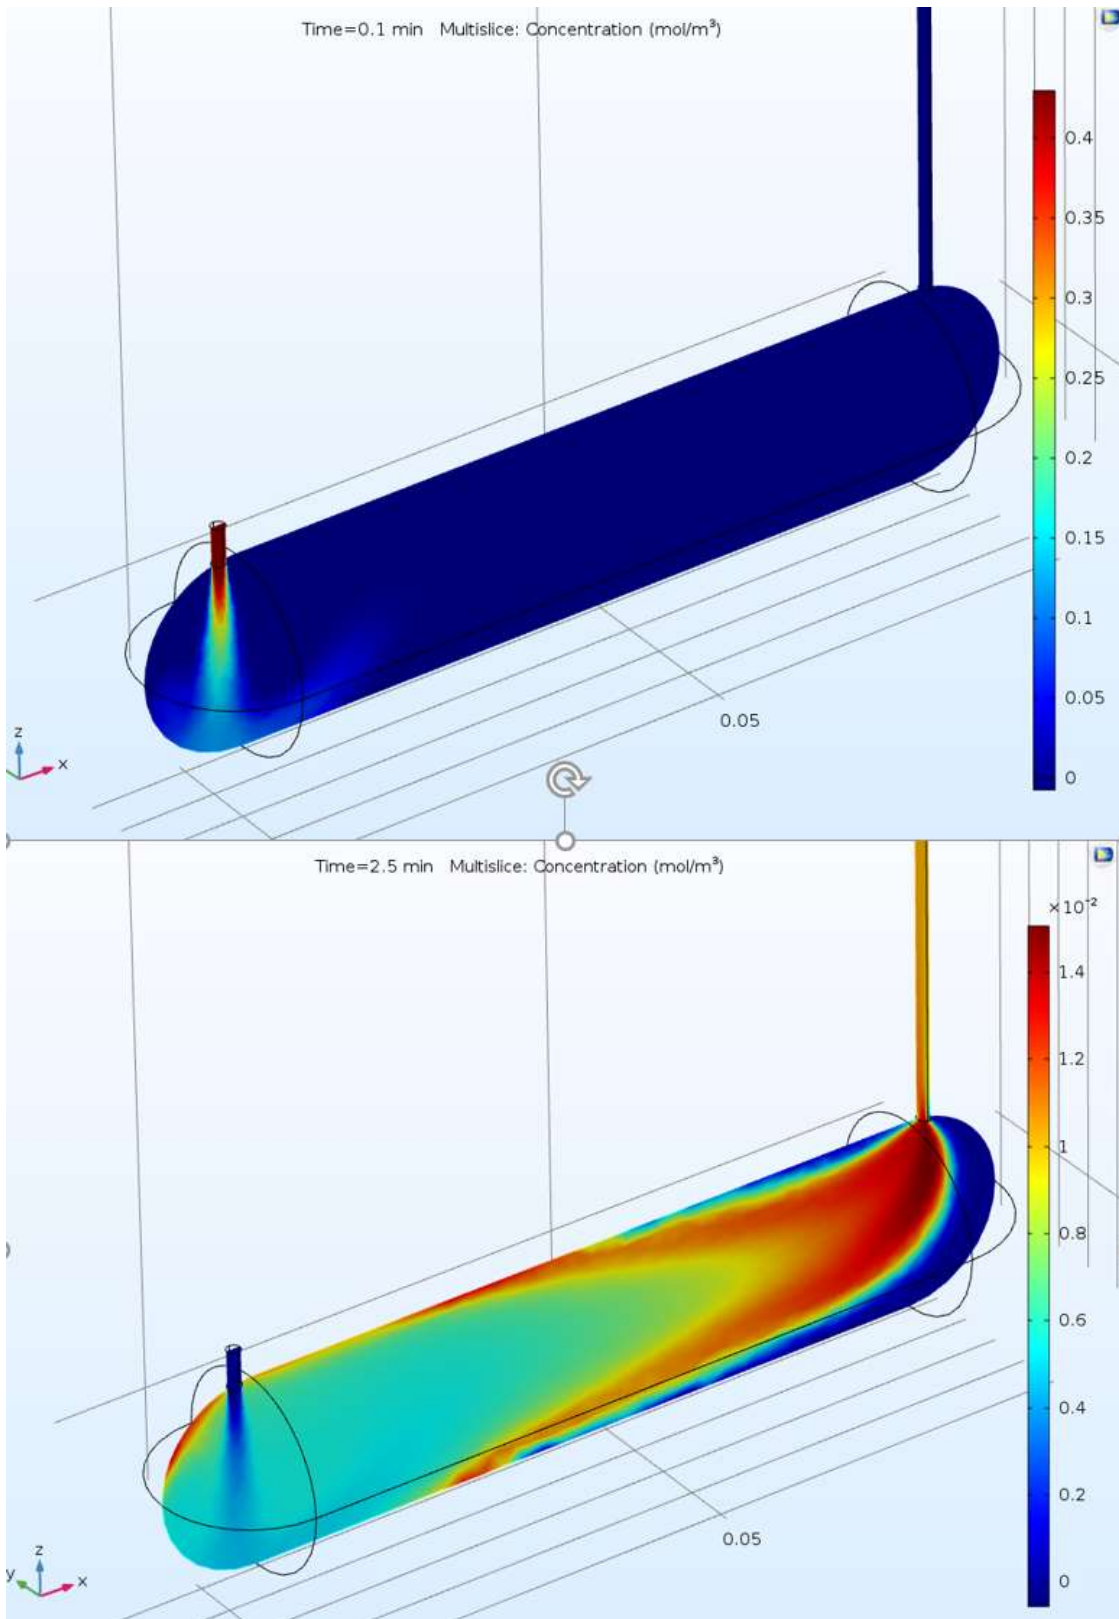 Time=0.1 min Multislice: Concentration (mol/m³)
0.4
0.35
0.3
0.25
0.2
0.15
0.1
0.05
0
0.05
z
x
Time=2.5 min Multislice: Concentration (mol/m³)
×10⁻²
1.4
1.2
1
0.8
0.6
0.4
0.2
0
0.05
z
y
x